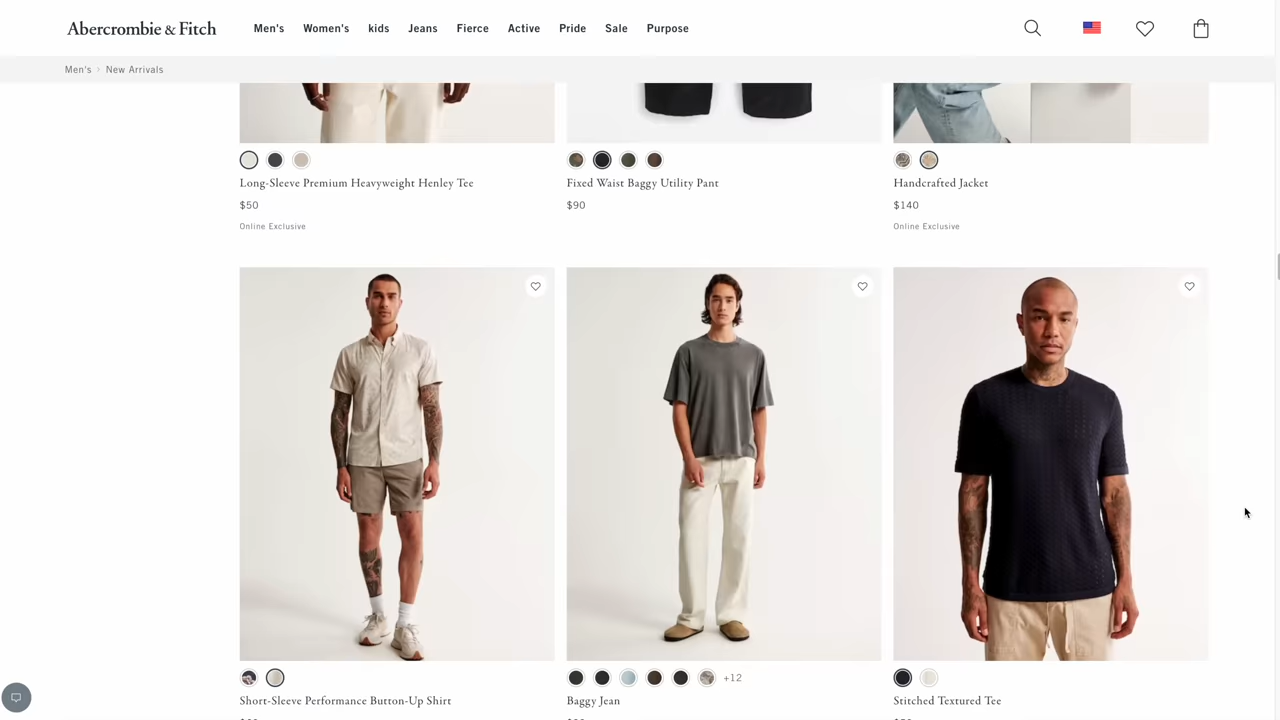 Abercrombie & Fitch
Men's
Women's
kids
Jeans
Fierce
Active
Pride
Sale
Purpose
Men's › New Arrivals
Long-Sleeve Premium Heavyweight Henley Tee
$50
Online Exclusive
Fixed Waist Baggy Utility Pant
$90
Handcrafted Jacket
$140
Online Exclusive
Short-Sleeve Performance Button-Up Shirt
+12
Baggy Jean
Stitched Textured Tee